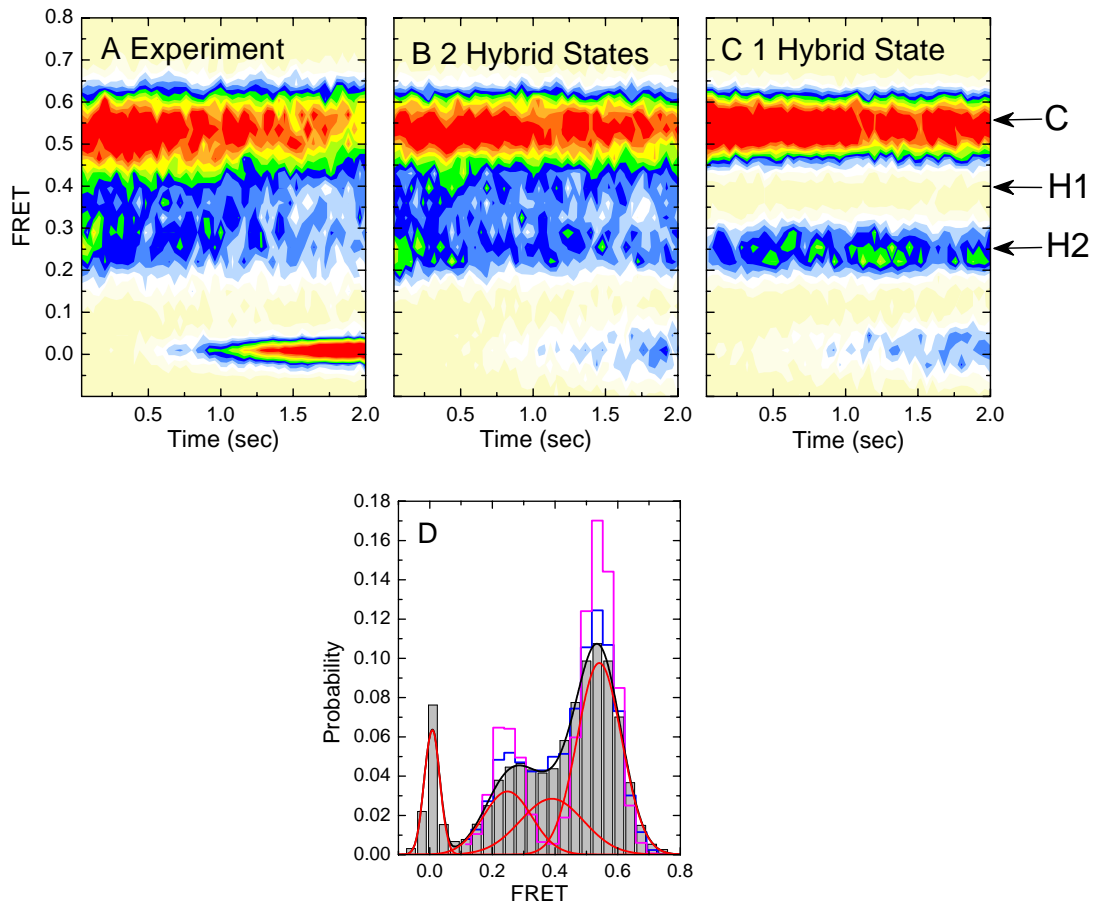 A Experiment
B 2 Hybrid States
C 1 Hybrid State
0.8
0.7
0.6
0.5
0.4
0.3
0.2
0.1
0.0
FRET
C
H1
H2
0.5 1.0 1.5 2.0
0.5 1.0 1.5 2.0
0.5 1.0 1.5 2.0
Time (sec)
Time (sec)
Time (sec)
D
0.18
0.16
0.14
0.12
0.10
0.08
0.06
0.04
0.02
0.00
Probability
0.0 0.2 0.4 0.6 0.8
FRET